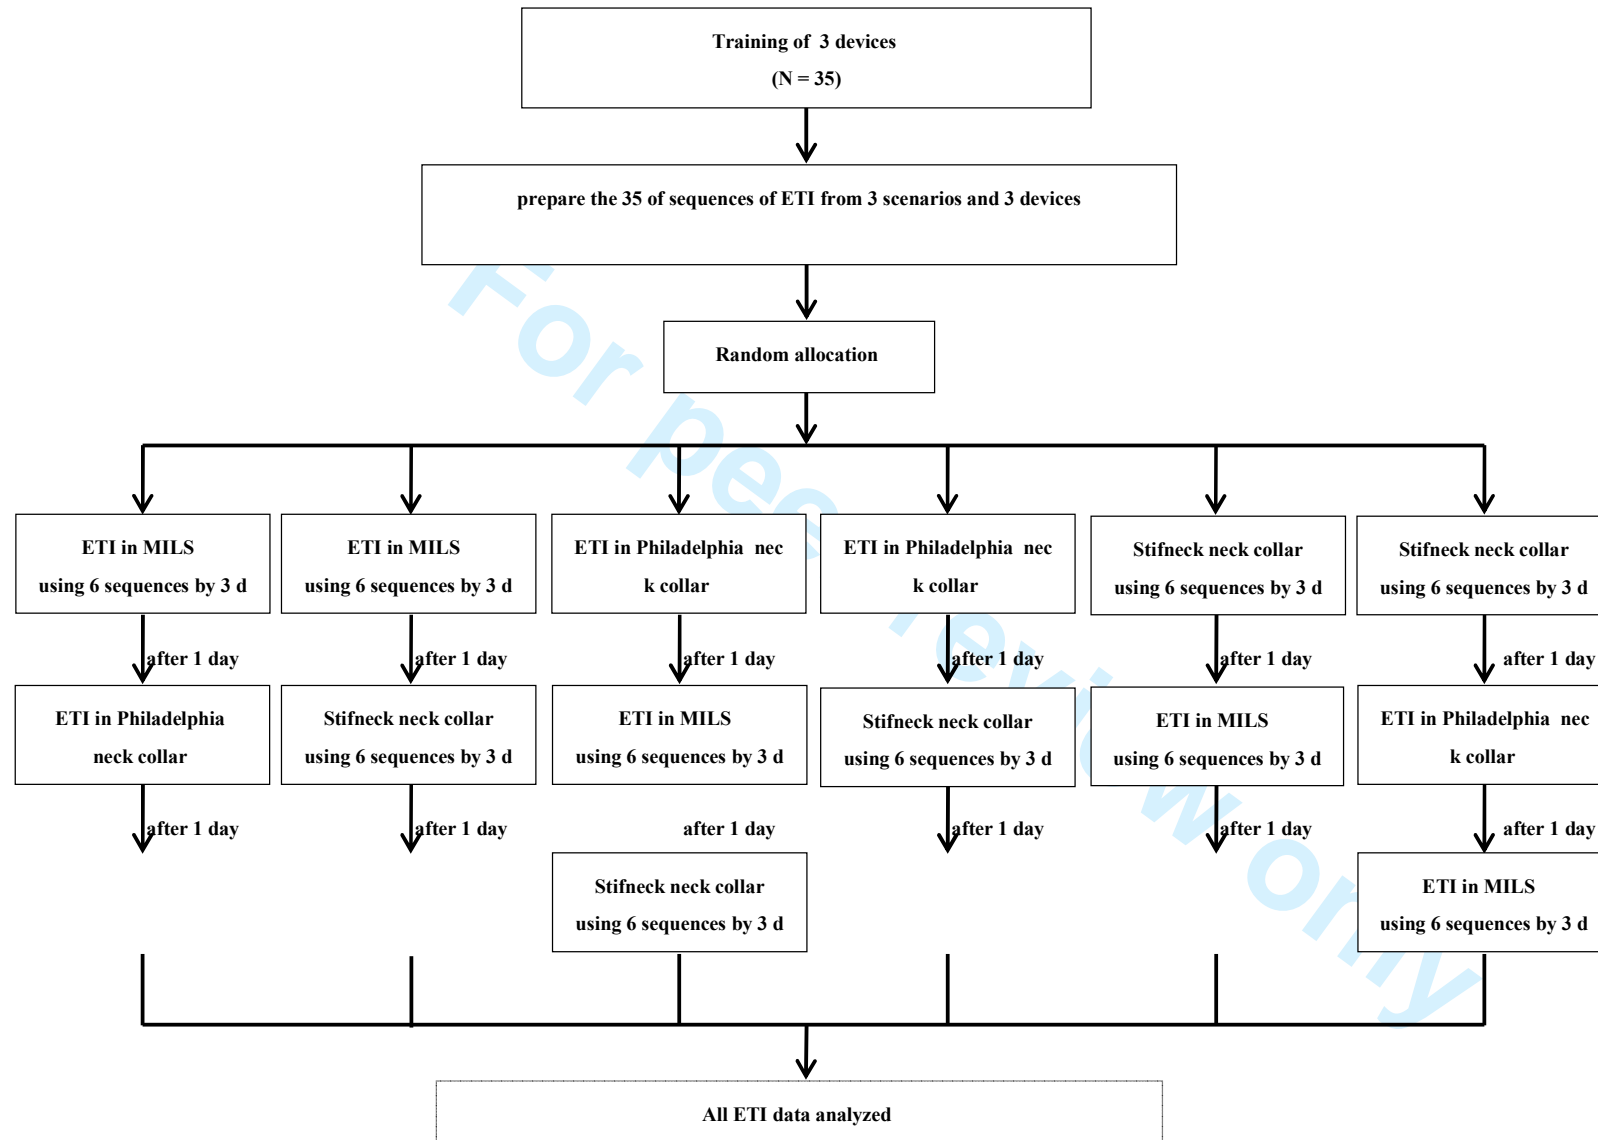 Training of 3 devices
(N = 35)
prepare the 35 of sequences of ETI from 3 scenarios and 3 devices
Random allocation
ETI in MILS
using 6 sequences by 3 d
ETI in MILS
using 6 sequences by 3 d
ETI in Philadelphia nec
k collar
ETI in Philadelphia nec
k collar
Stifneck neck collar
using 6 sequences by 3 d
Stifneck neck collar
using 6 sequences by 3 d
after 1 day
after 1 day
after 1 day
after 1 day
after 1 day
after 1 day
ETI in Philadelphia
neck collar
Stifneck neck collar
using 6 sequences by 3 d
ETI in MILS
using 6 sequences by 3 d
Stifneck neck collar
using 6 sequences by 3 d
ETI in MILS
using 6 sequences by 3 d
ETI in Philadelphia nec
k collar
after 1 day
after 1 day
after 1 day
after 1 day
after 1 day
after 1 day
Stifneck neck collar
using 6 sequences by 3 d
ETI in MILS
using 6 sequences by 3 d
All ETI data analyzed
For peer review only